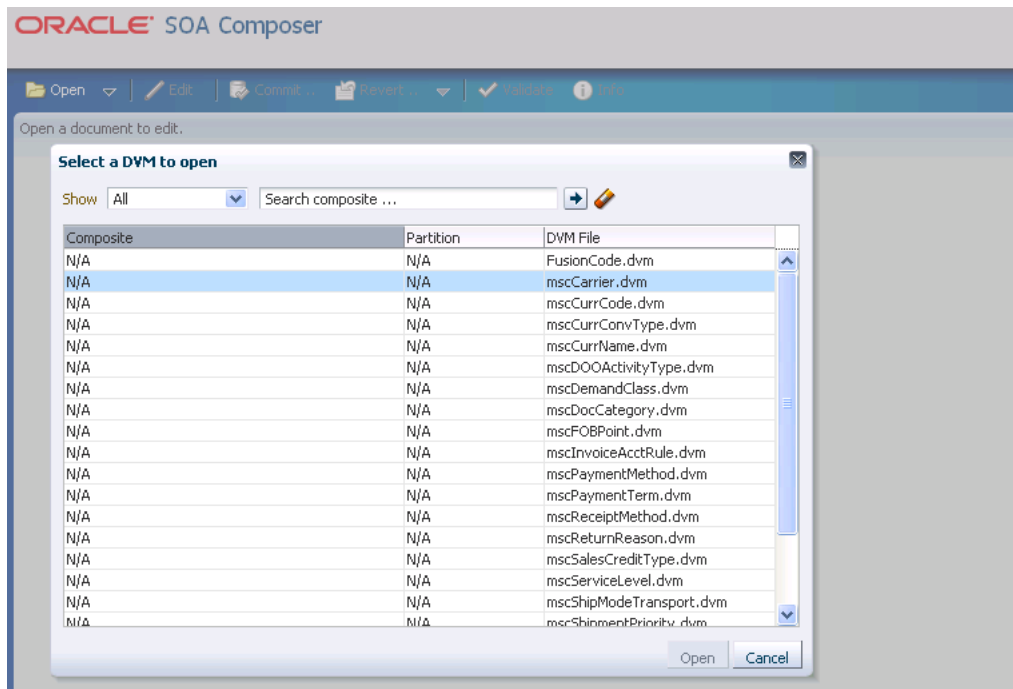 ORACLE SOA Composer
Open Edit Commit .. Revert .. Validate Info
Open a document to edit.
Select a DVM to open
Show All Search composite ...
Composite Partition DVM File
N/A N/A FusionCode.dvm
N/A N/A mscCarrier.dvm
N/A N/A mscCurrCode.dvm
N/A N/A mscCurrConvType.dvm
N/A N/A mscCurrName.dvm
N/A N/A mscDOOActivityType.dvm
N/A N/A mscDemandClass.dvm
N/A N/A mscDocCategory.dvm
N/A N/A mscFOBPoint.dvm
N/A N/A mscInvoiceAcctRule.dvm
N/A N/A mscPaymentMethod.dvm
N/A N/A mscPaymentTerm.dvm
N/A N/A mscReceiptMethod.dvm
N/A N/A mscReturnReason.dvm
N/A N/A mscSalesCreditType.dvm
N/A N/A mscServiceLevel.dvm
N/A N/A mscShipModeTransport.dvm
N/A N/A mscShipmentPriority.dvm
Open Cancel